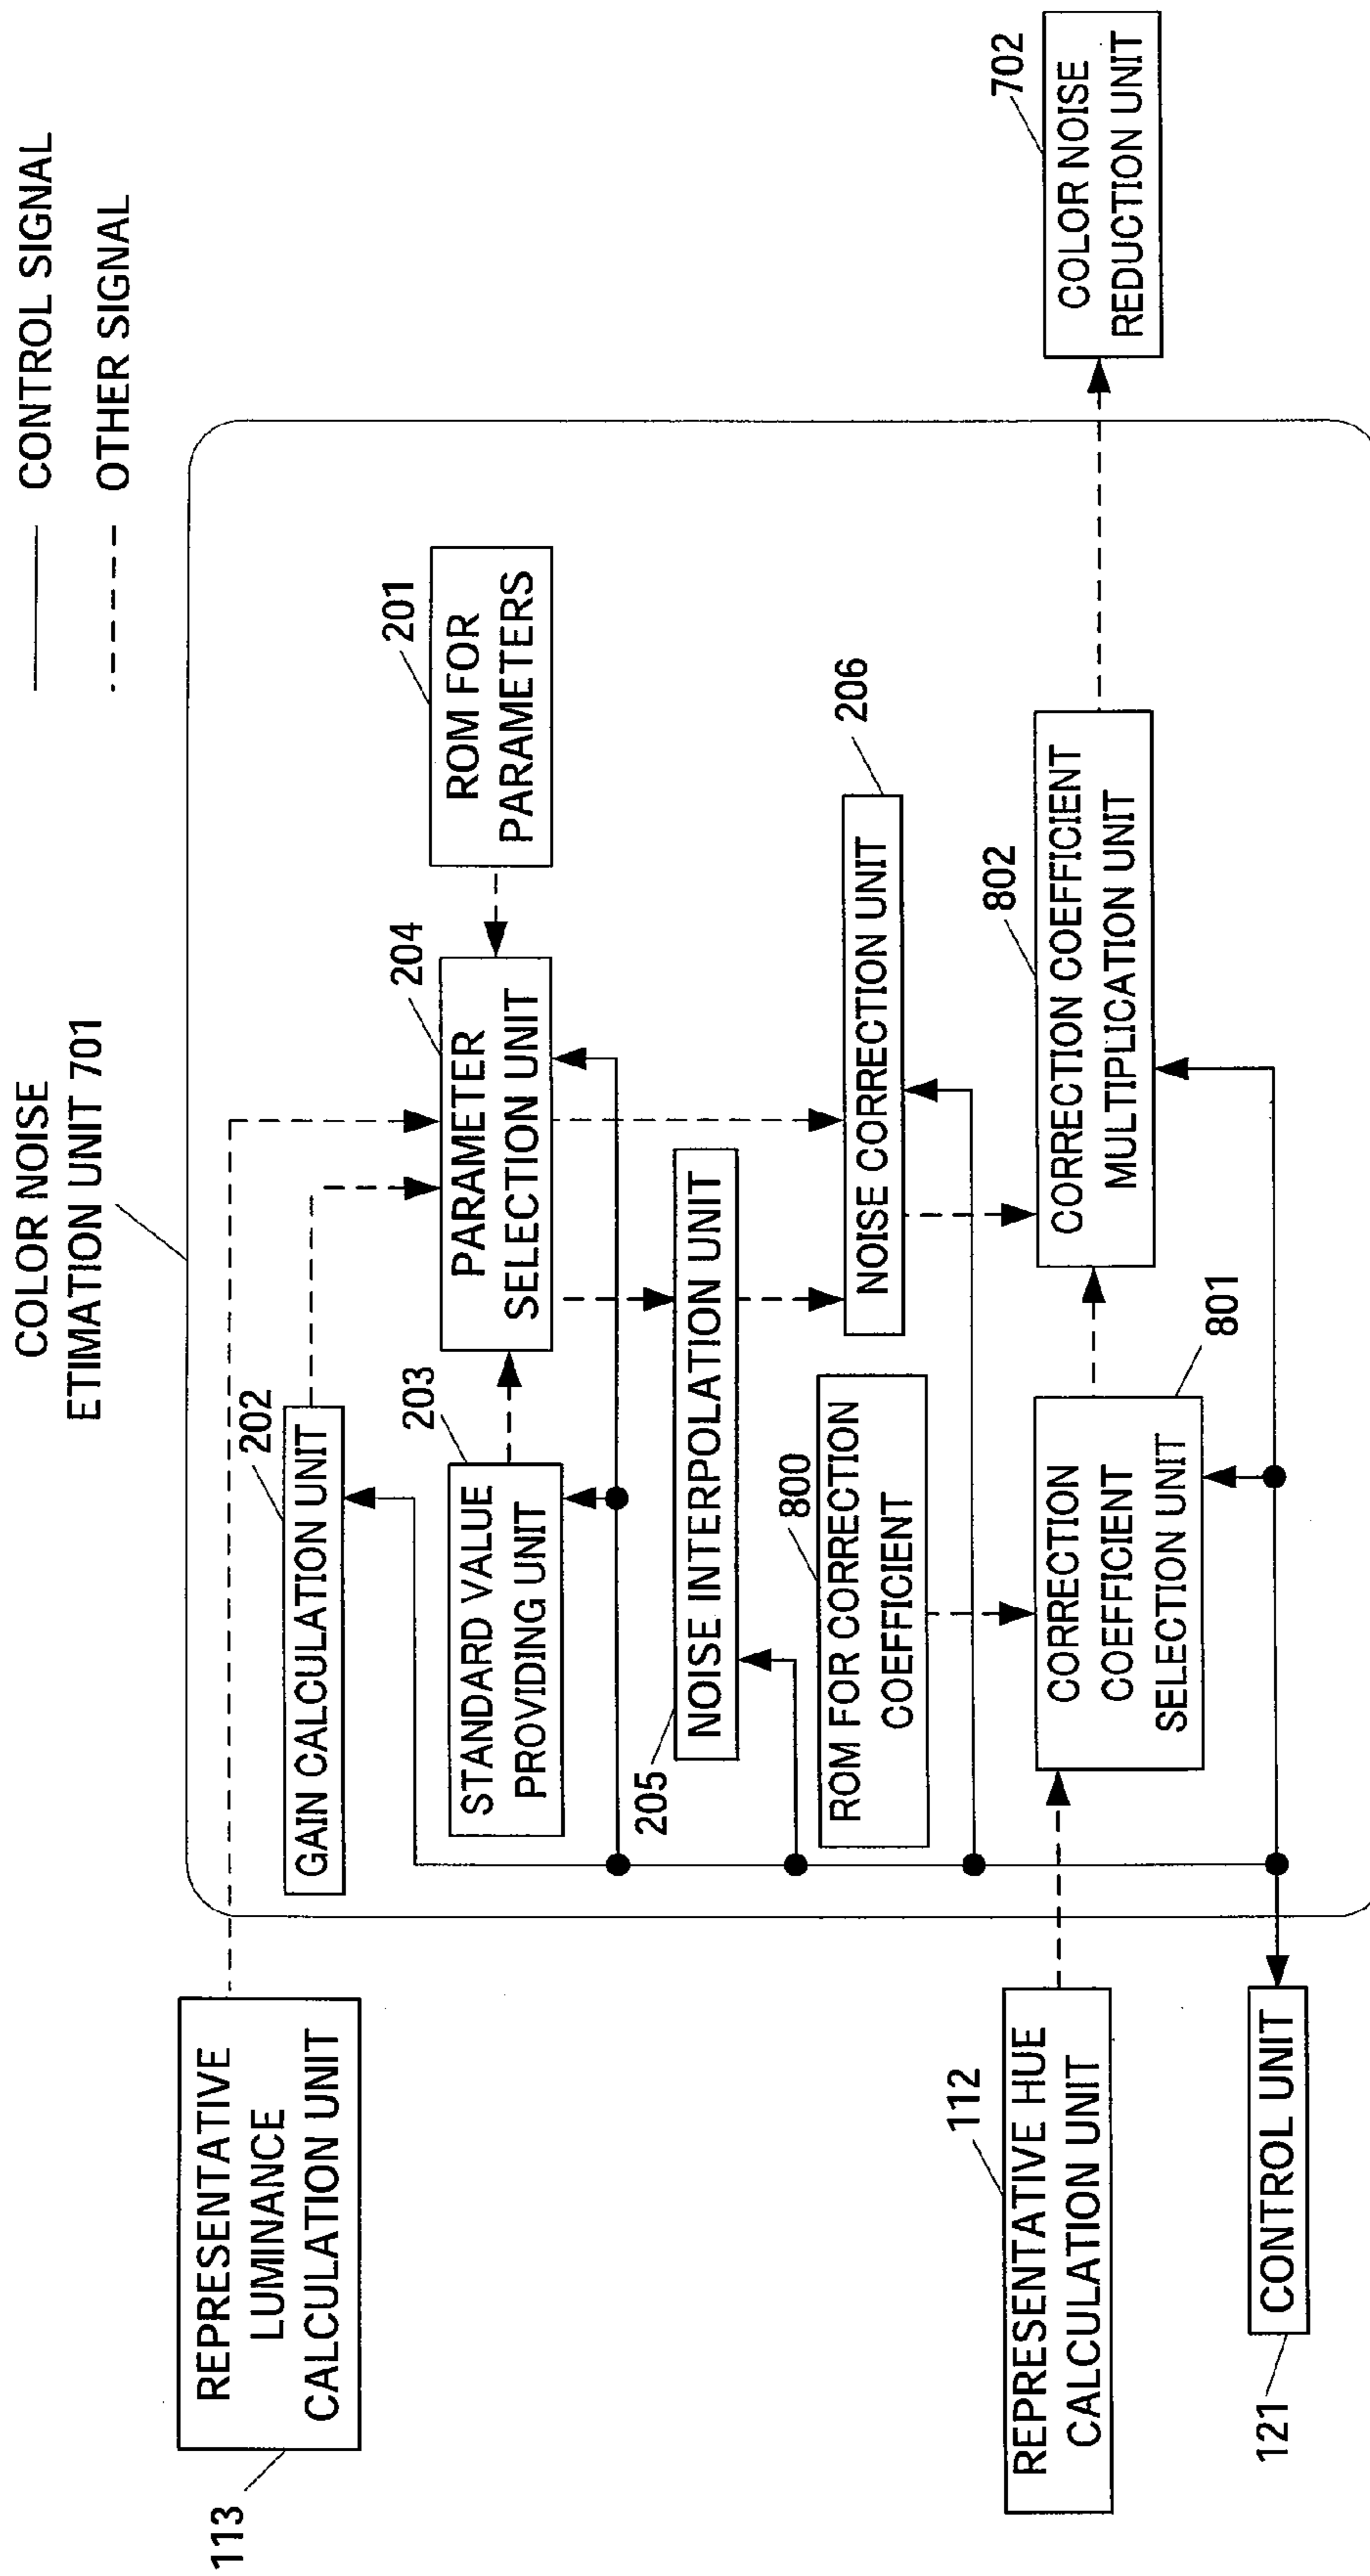 CONTROL SIGNAL
OTHER SIGNAL
COLOR NOISE
ETIMATION UNIT 701
REPRESENTATIVE
LUMINANCE
CALCULATION UNIT
113
202
GAIN CALCULATION UNIT
203
STANDARD VALUE
PROVIDING UNIT
204
PARAMETER
SELECTION UNIT
201
ROM FOR
PARAMETERS
205
NOISE INTERPOLATION UNIT
206
NOISE CORRECTION UNIT
800
ROM FOR CORRECTION
COEFFICIENT
112
REPRESENTATIVE HUE
CALCULATION UNIT
CORRECTION
COEFFICIENT
SELECTION UNIT
801
802
CORRECTION COEFFICIENT
MULTIPLICATION UNIT
702
COLOR NOISE
REDUCTION UNIT
121
CONTROL UNIT